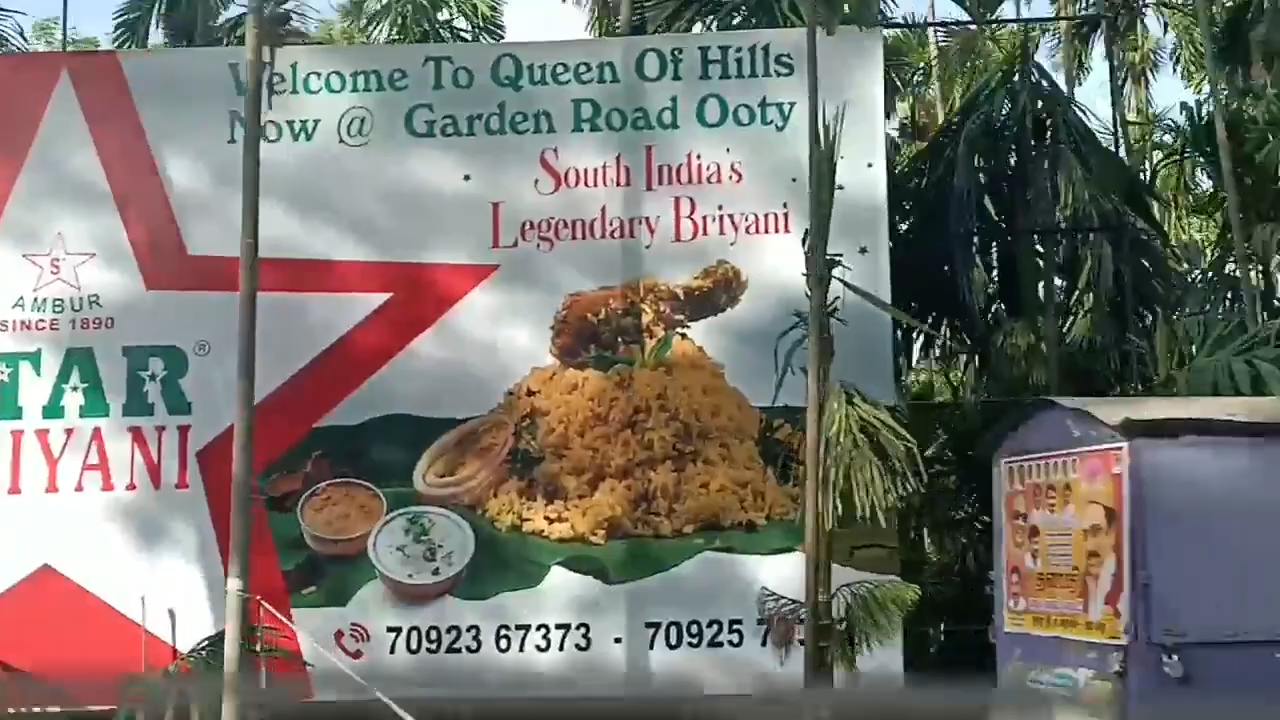 Welcome To Queen Of Hills
Now @ Garden Road Ooty
South India's
Legendary Briyani
S
AMBUR
SINCE 1890
TAR®
IYANI
70923 67373 - 70925 7